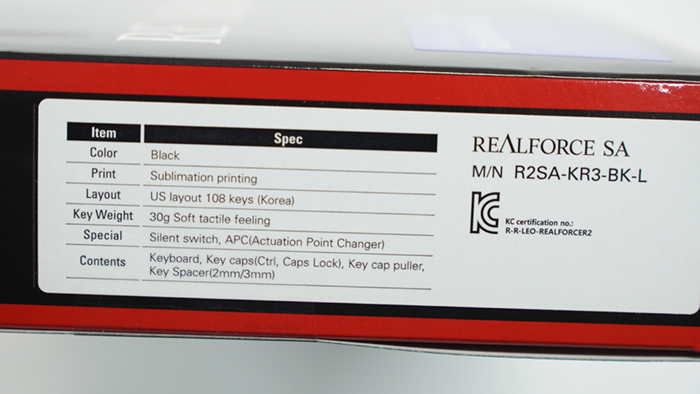 Item Spec
Color Black
Print Sublimation printing
Layout US layout 108 keys (Korea)
Key Weight 30g Soft tactile feeling
Special Silent switch, APC(Actuation Point Changer)
Contents Keyboard, Key caps(Ctrl, Caps Lock), Key cap puller,
Key Spacer(2mm/3mm)
REALFORCE SA
M/N R2SA-KR3-BK-L
KC certification no.:
R-R-LEO-REALFORCER2